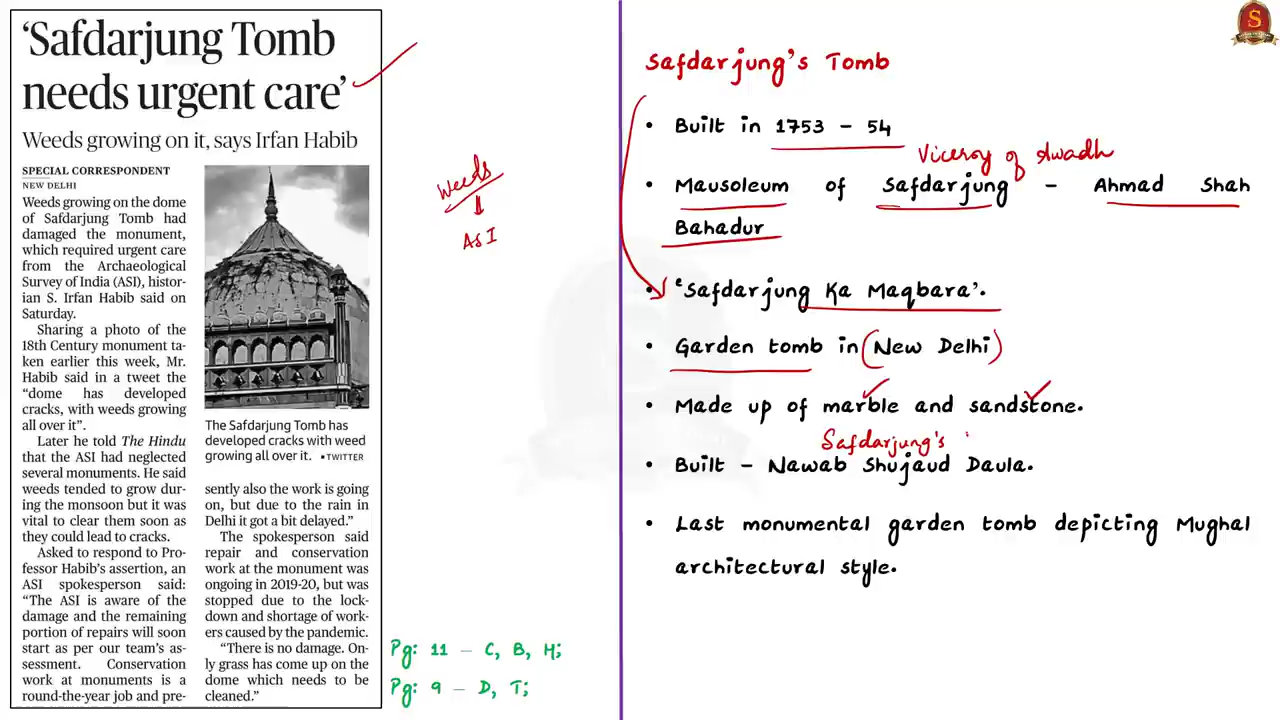 ‘Safdarjung Tomb
needs urgent care’
Weeds growing on it, says Irfan Habib
SPECIAL CORRESPONDENT
NEW DELHI
Weeds growing on the dome
of Safdarjung Tomb had
damaged the monument,
which required urgent care
from the Archaeological
Survey of India (ASI), histor-
ian S. Irfan Habib said on
Saturday.
Sharing a photo of the
18th Century monument ta-
ken earlier this week, Mr.
Habib said in a tweet the
“dome has developed
cracks, with weeds growing
all over it”.
Later he told The Hindu
that the ASI had neglected
several monuments. He said
weeds tended to grow dur-
ing the monsoon but it was
vital to clear them soon as
they could lead to cracks.
Asked to respond to Pro-
fessor Habib’s assertion, an
ASI spokesperson said:
“The ASI is aware of the
damage and the remaining
portion of repairs will soon
start as per our team’s as-
sessment. Conservation
work at monuments is a
round-the-year job and pre-
The Safdarjung Tomb has
developed cracks with weed
growing all over it. •TWITTER
sently also the work is going
on, but due to the rain in
Delhi it got a bit delayed.”
The spokesperson said
repair and conservation
work at the monument was
ongoing in 2019-20, but was
stopped due to the lock-
down and shortage of work-
ers caused by the pandemic.
“There is no damage. On-
ly grass has come up on the
dome which needs to be
cleaned.”
Weeds
ASI
Pg: 11 – C, B, H;
Pg: 9 – D, T;
Safdarjung’s Tomb
• Built in 1753 – 54
Viceroy of Awadh
• Mausoleum of Safdarjung – Ahmad Shah
Bahadur
• ‘Safdarjung Ka Maqbara’.
• Garden tomb in (New Delhi)
• Made up of marble and sandstone.
Safdarjung’s
• Built – Nawab Shujaud Daula.
• Last monumental garden tomb depicting Mughal
architectural style.